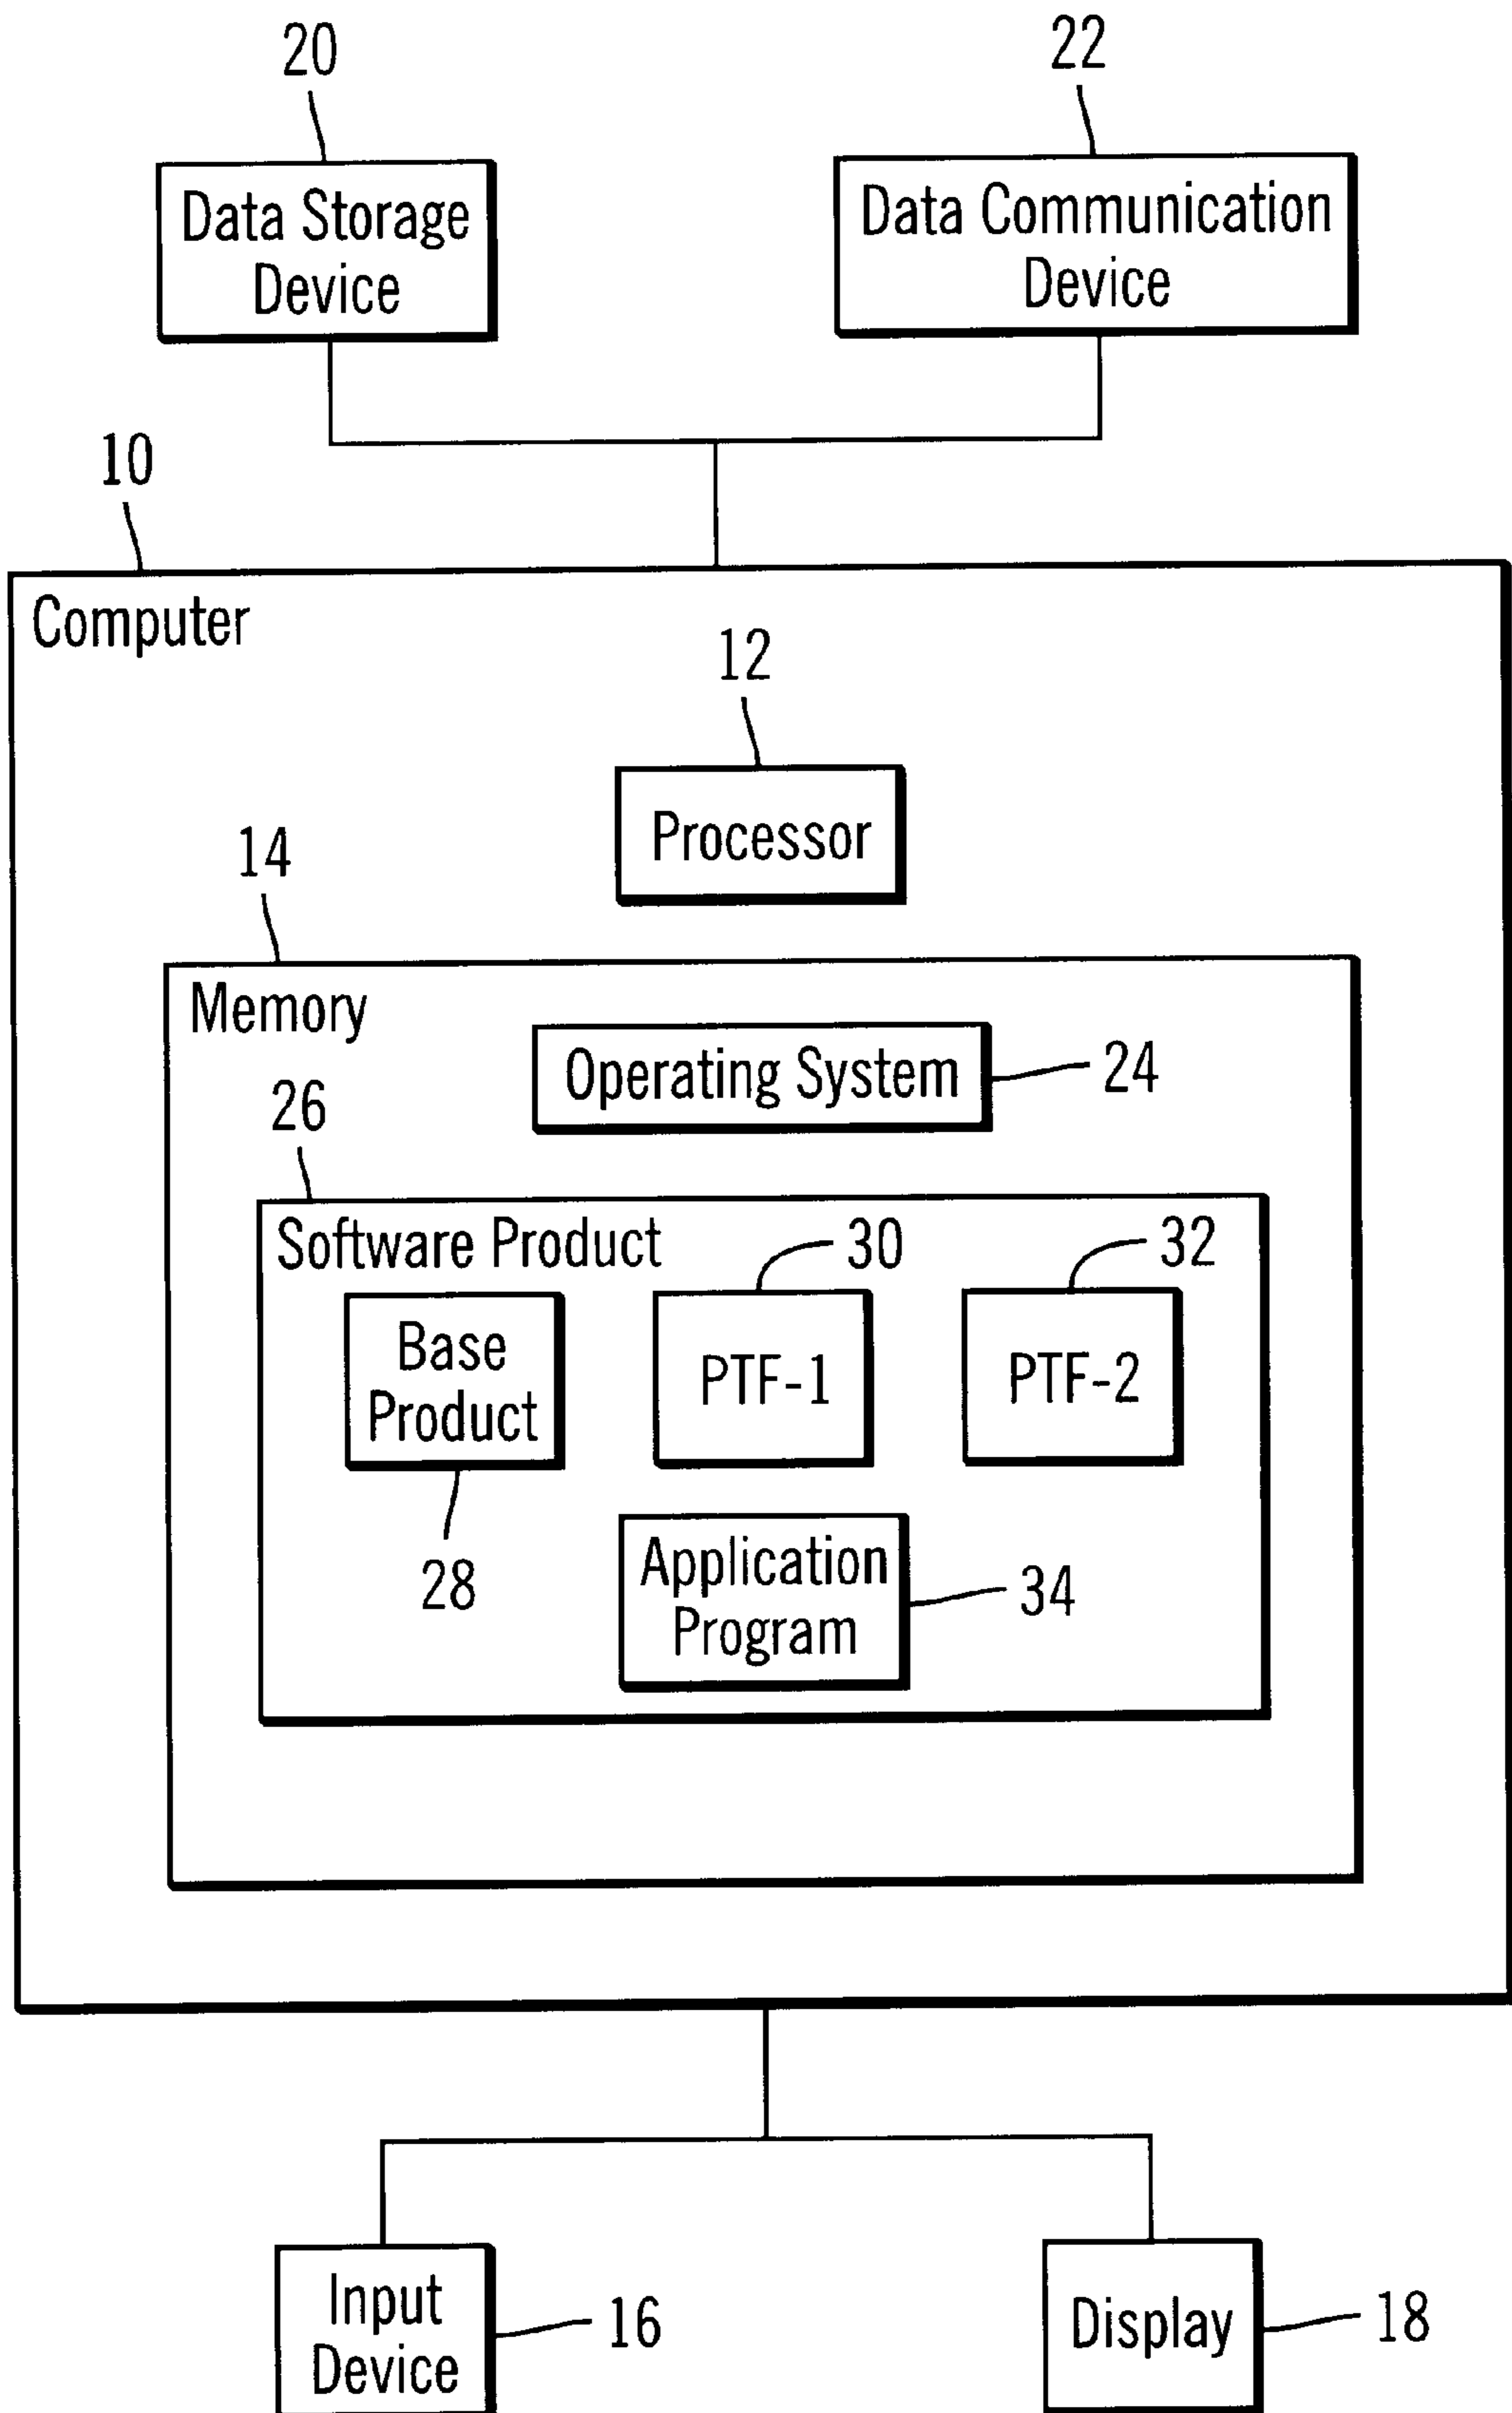 20
22
Data Storage
Device
Data Communication
Device
10
Computer
12
Processor
14
Memory
Operating System
24
26
Software Product
30
32
Base
Product
PTF-1
PTF-2
28
Application
Program
34
Input
Device
16
Display
18